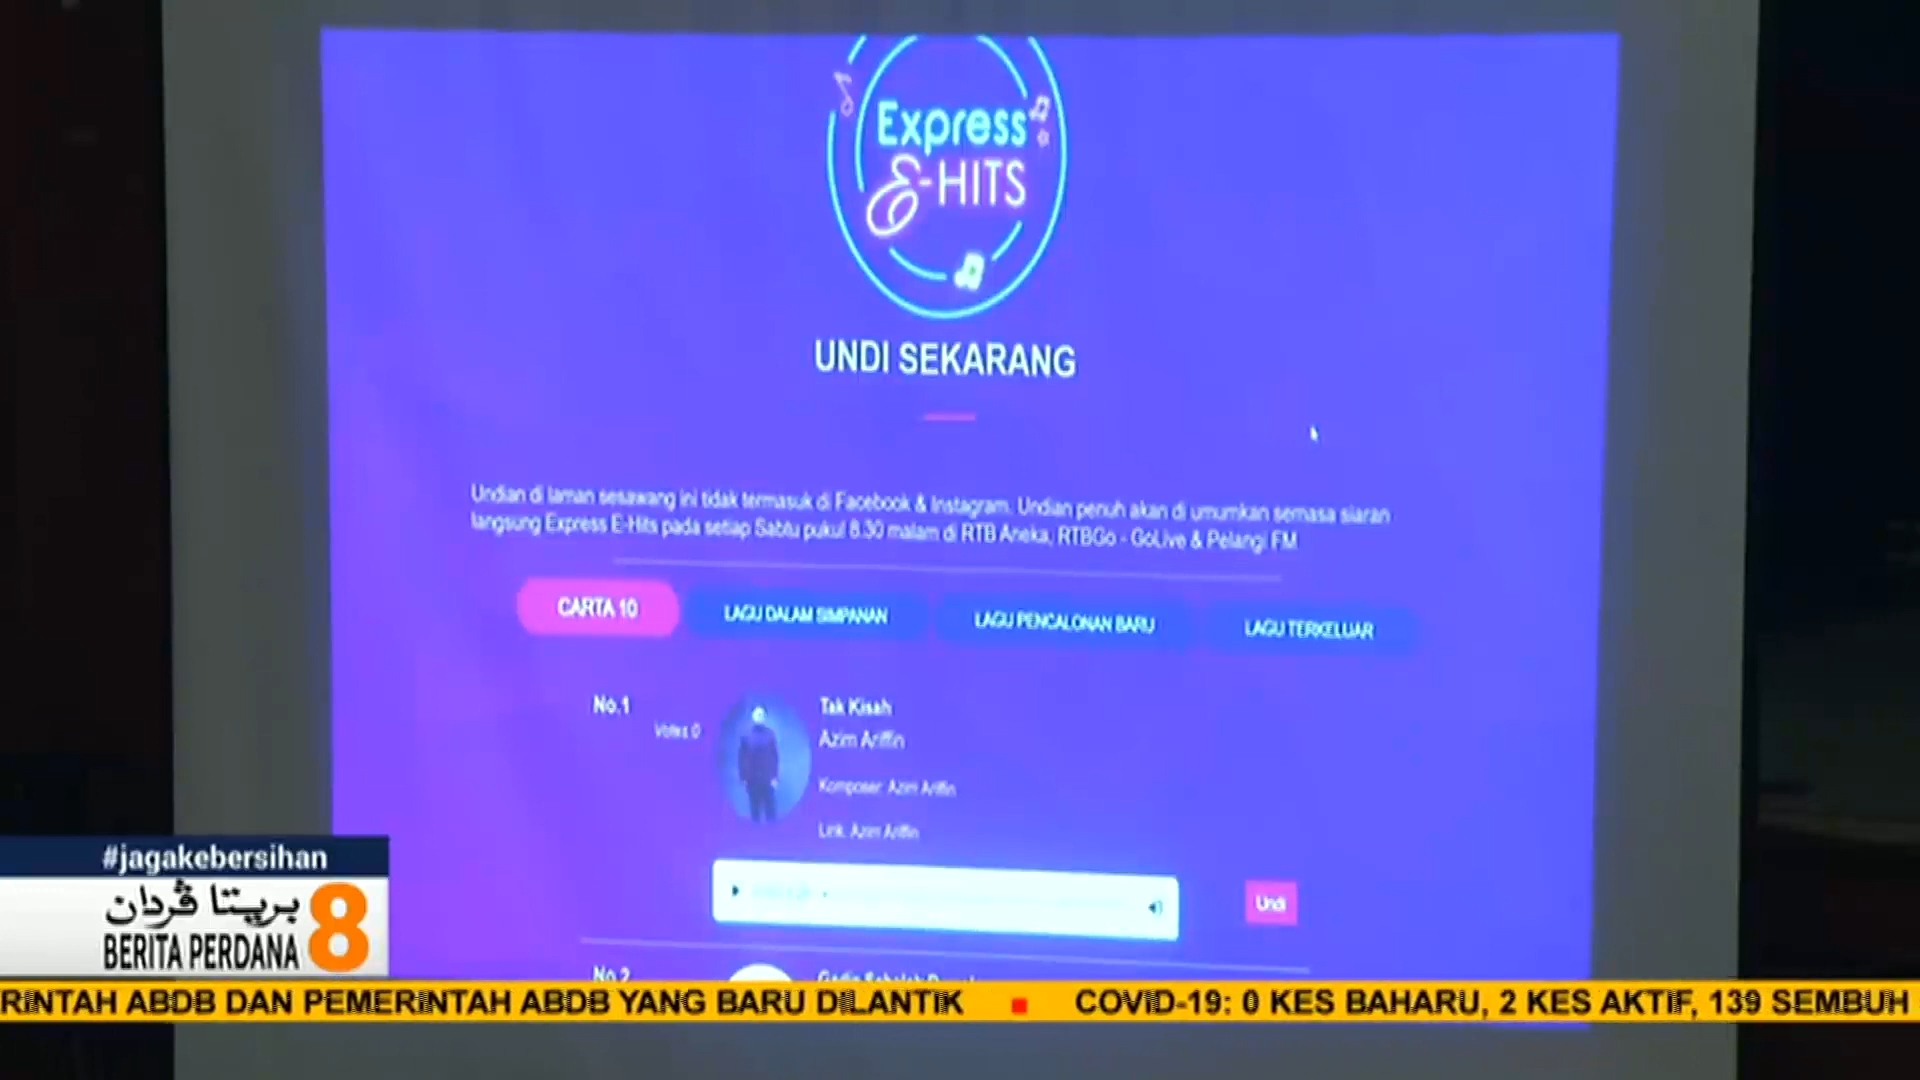 Express
E-HITS
UNDI SEKARANG
Undian di laman sesawang ini tidak termasuk di Facebook & Instagram. Undian penuh akan di umumkan semasa siaran
langsung Express E-Hits pada setiap Sabtu pukul 8.30 malam di RTB Aneka, RTBGo - GoLive & Pelangi FM
CARTA 10
LAGU DALAM SIMPANAN
LAGU PENCALONAN BARU
LAGU TERKELUAR
No.1
Votes 0
Tak Kisah
Azim Ariffin
Komposer: Azim Ariffin
Lirik: Azim Ariffin
Undi
No.2
#jagakebersihan
بريتا ڤردان
BERITA PERDANA 8
RINTAH ABDB DAN PEMERINTAH ABDB YANG BARU DILANTIK
COVID-19: 0 KES BAHARU, 2 KES AKTIF, 139 SEMBUH